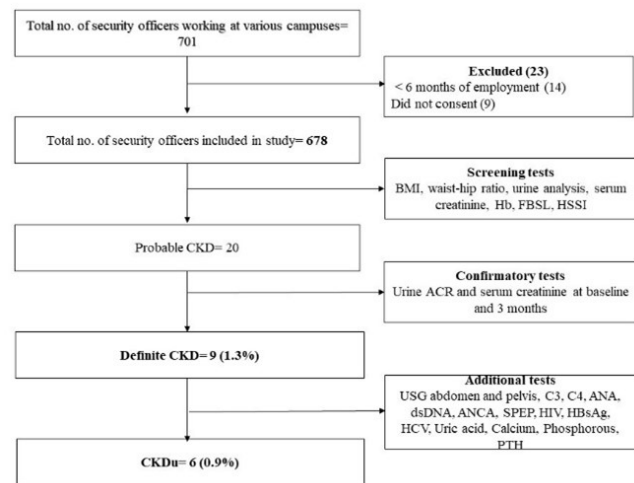 Total no. of security officers working at various campuses=
701
Excluded (23)
< 6 months of employment (14)
Did not consent (9)
Total no. of security officers included in study= 678
Screening tests
BMI, waist-hip ratio, urine analysis, serum
creatinine, Hb, FBSL, HSSI
Probable CKD= 20
Confirmatory tests
Urine ACR and serum creatinine at baseline
and 3 months
Definite CKD= 9 (1.3%)
Additional tests
USG abdomen and pelvis, C3, C4, ANA,
dsDNA, ANCA, SPEP, HIV, HBsAg,
HCV, Uric acid, Calcium, Phosphorous,
PTH
CKDu= 6 (0.9%)